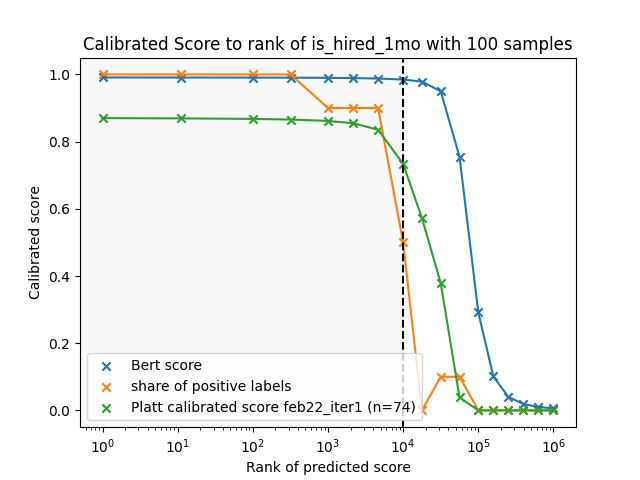 Calibrated Score to rank of is_hired_1mo with 100 samples
Calibrated score
1.0
0.8
0.6
0.4
0.2
0.0
Bert score
share of positive labels
Platt calibrated score feb22_iter1 (n=74)
10⁰ 10¹ 10² 10³ 10⁴ 10⁵ 10⁶
Rank of predicted score